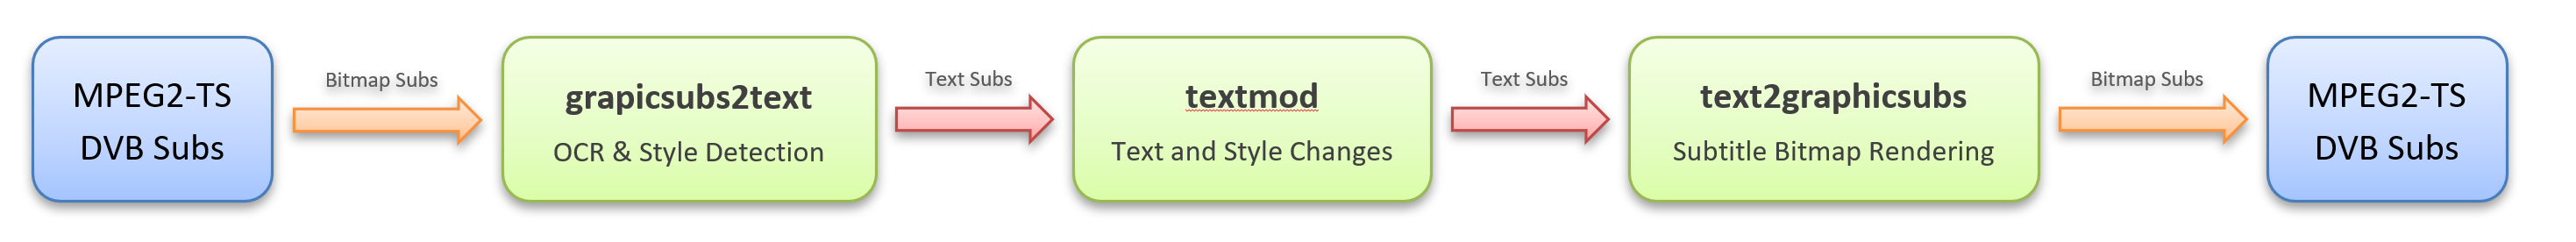 MPEG2-TS
DVB Subs
Bitmap Subs
grapicsubs2text
OCR & Style Detection
Text Subs
textmod
Text and Style Changes
Text Subs
text2graphicsubs
Subtitle Bitmap Rendering
Bitmap Subs
MPEG2-TS
DVB Subs